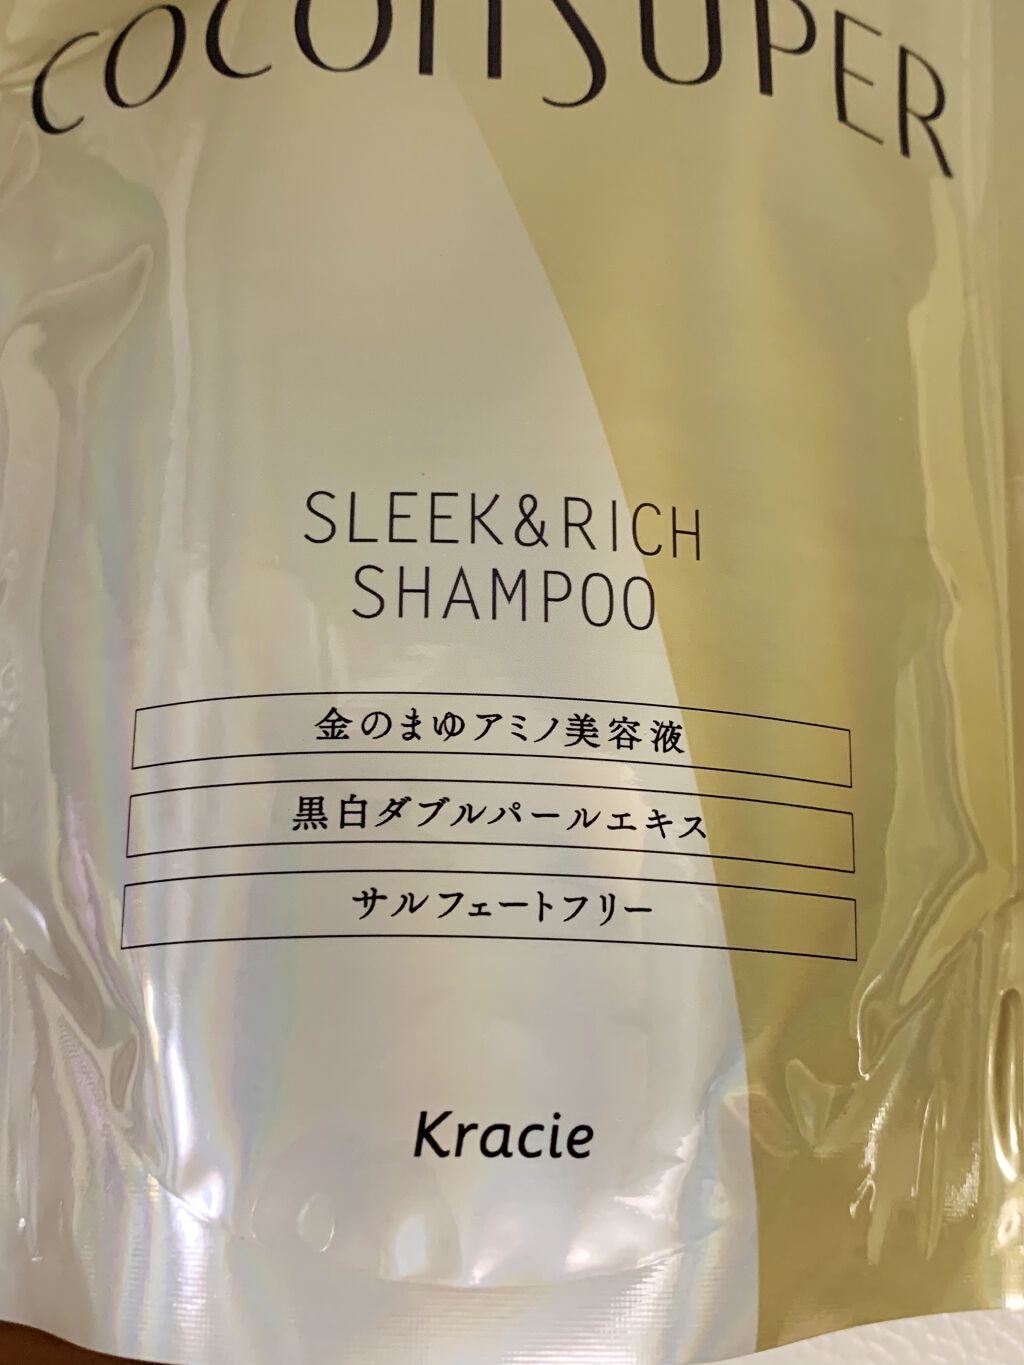 COCONSUPER
SLEEK&RICH
SHAMPOO
金のまゆアミノ美容液
黒白ダブルパールエキス
サルフェートフリー
Kracie